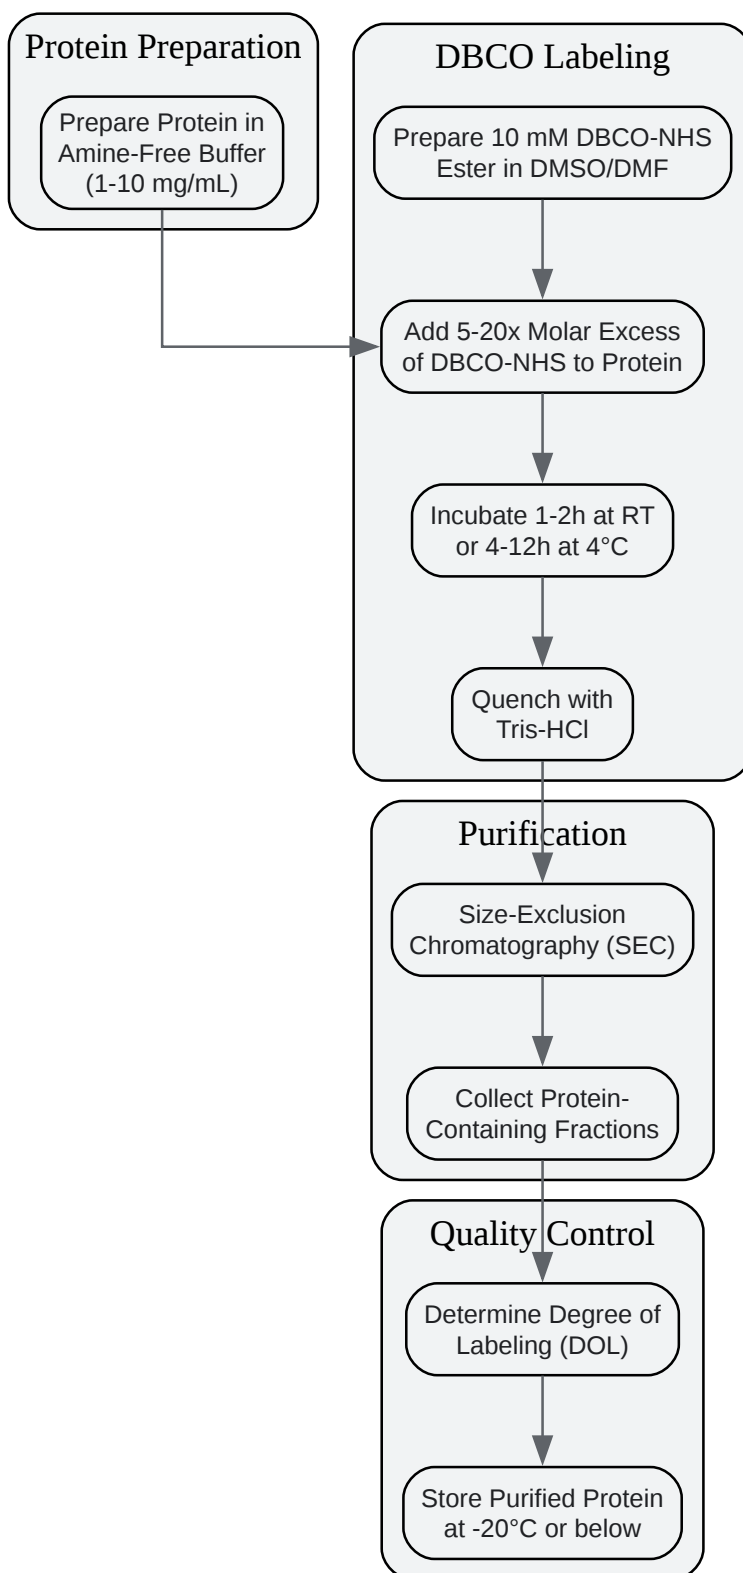 Protein Preparation
Prepare Protein in
Amine-Free Buffer
(1-10 mg/mL)
DBCO Labeling
Prepare 10 mM DBCO-NHS
Ester in DMSO/DMF
Add 5-20x Molar Excess
of DBCO-NHS to Protein
Incubate 1-2h at RT
or 4-12h at 4°C
Quench with
Tris-HCl
Purification
Size-Exclusion
Chromatography (SEC)
Collect Protein-
Containing Fractions
Quality Control
Determine Degree of
Labeling (DOL)
Store Purified Protein
at -20°C or below